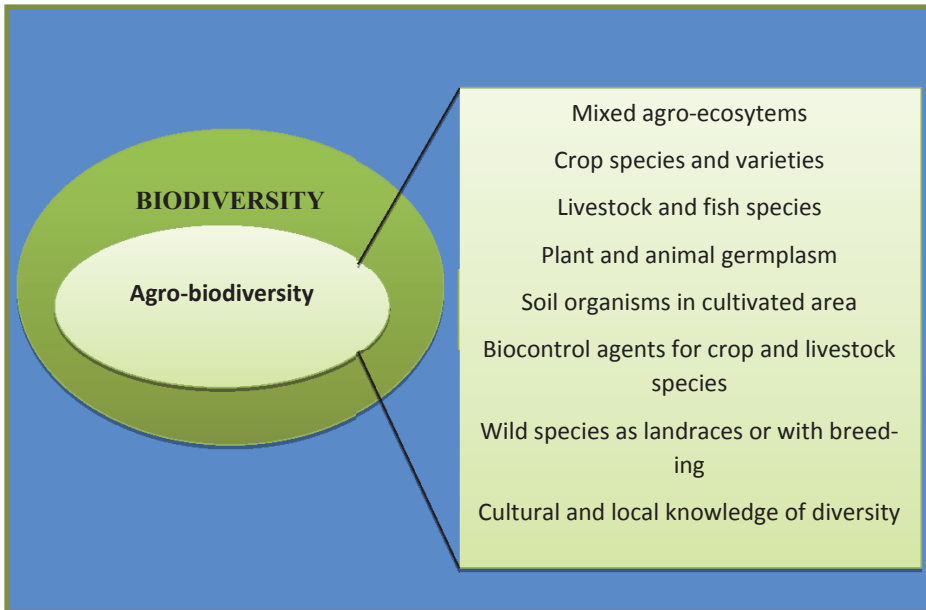 BIODIVERSITY
Agro-biodiversity
Mixed agro-ecosytems
Crop species and varieties
Livestock and fish species
Plant and animal germplasm
Soil organisms in cultivated area
Biocontrol agents for crop and livestock
species
Wild species as landraces or with breed-
ing
Cultural and local knowledge of diversity